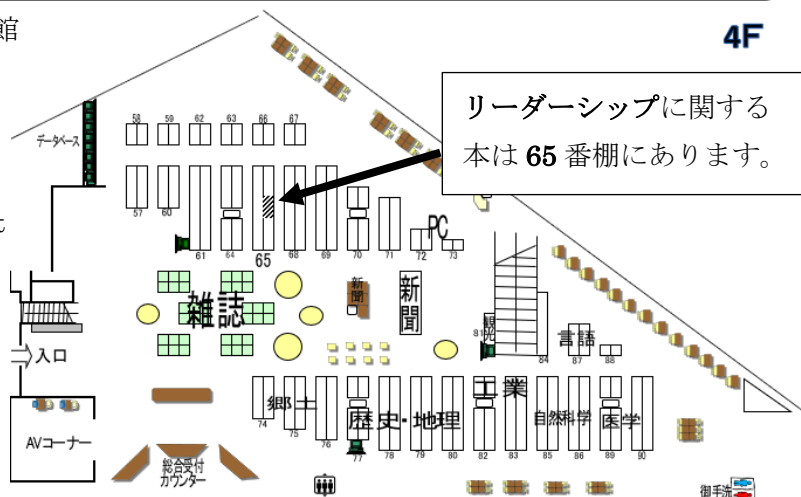 館
4F
リーダーシップに関する
本は 65 番棚にあります。
データベース
58 59 62 63 66 67
57 60 61 64 65 68 69 70 71 72 73
PC
雑誌
新聞
新聞
観光
81
言語
84 87 88
入口
郷土
歴史・地理
工業
自然科学
医学
74 75 76 77 78 79 80 82 83 85 86 89 90
AVコーナー
総合受付
カウンター
御手洗